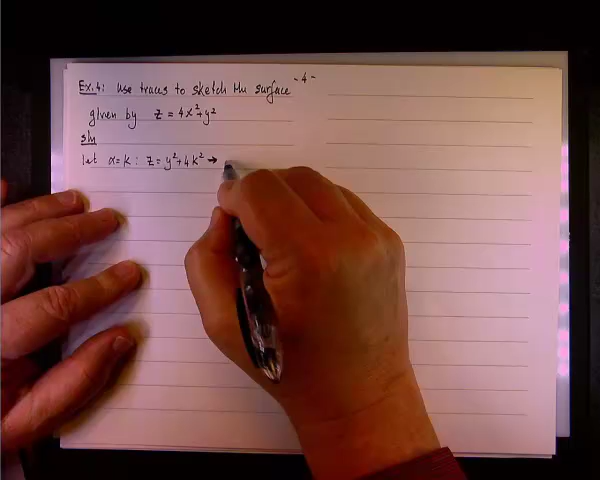 -4-
Ex.4: Use traces to sketch the surface
given by z = 4x²+y²
sln
let x=k: z=y²+4k² →